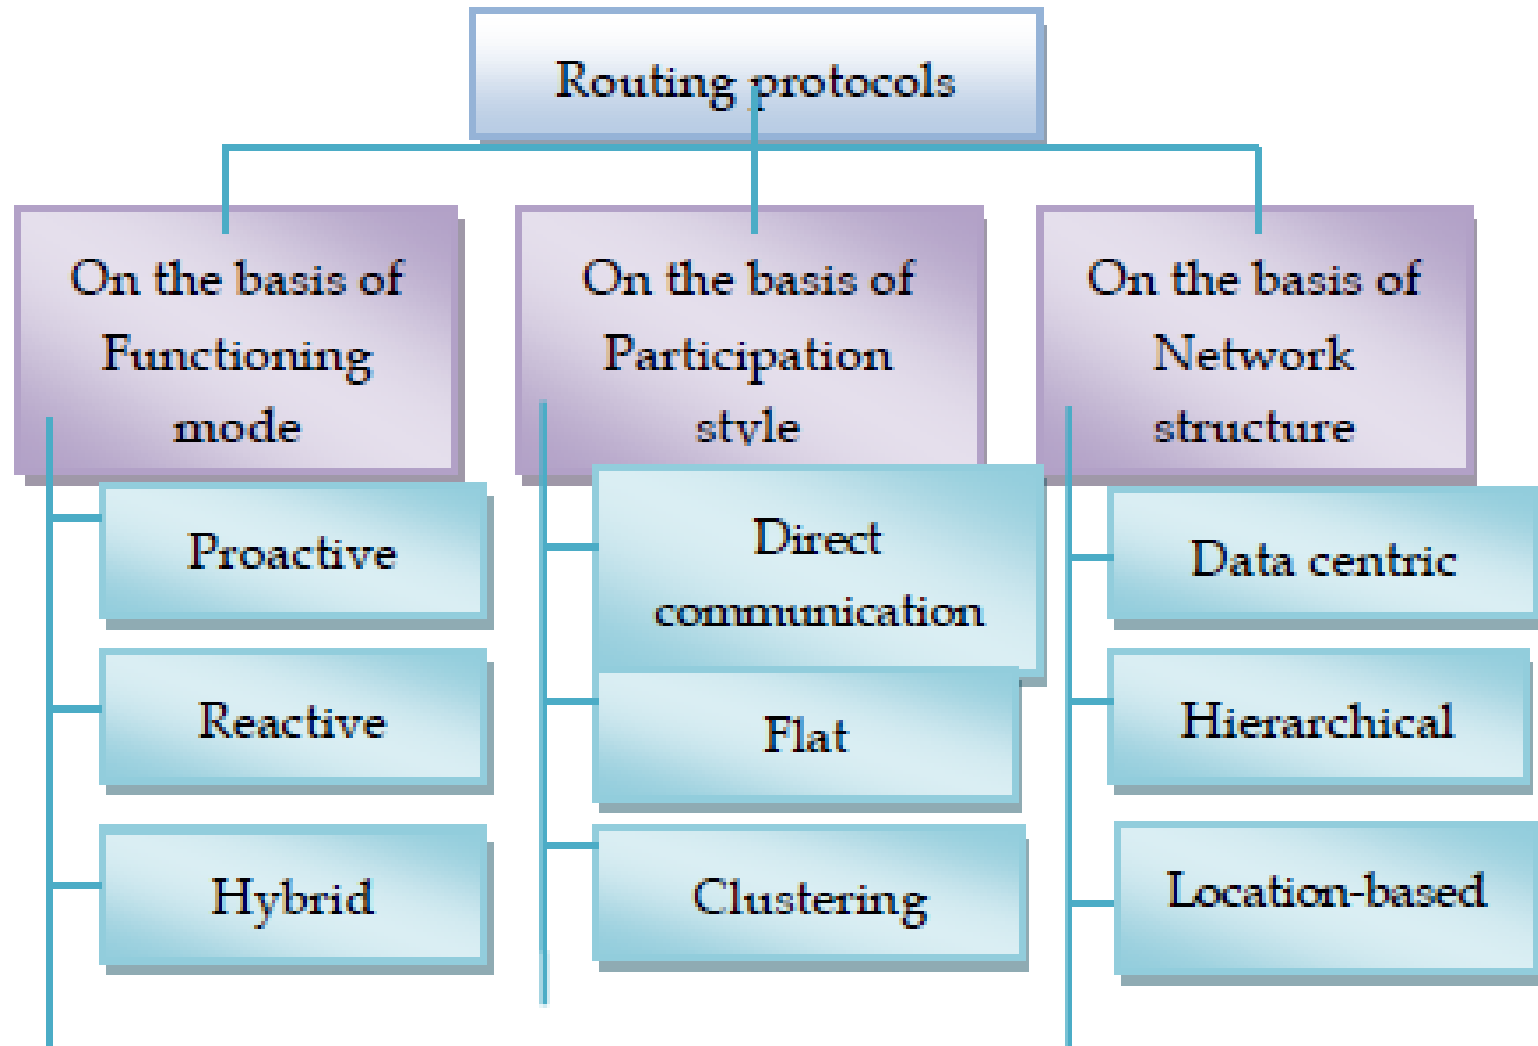 Routing protocols
On the basis of
Functioning
mode
On the basis of
Participation
style
On the basis of
Network
structure
Proactive
Reactive
Hybrid
Direct
communication
Flat
Clustering
Data centric
Hierarchical
Location-based